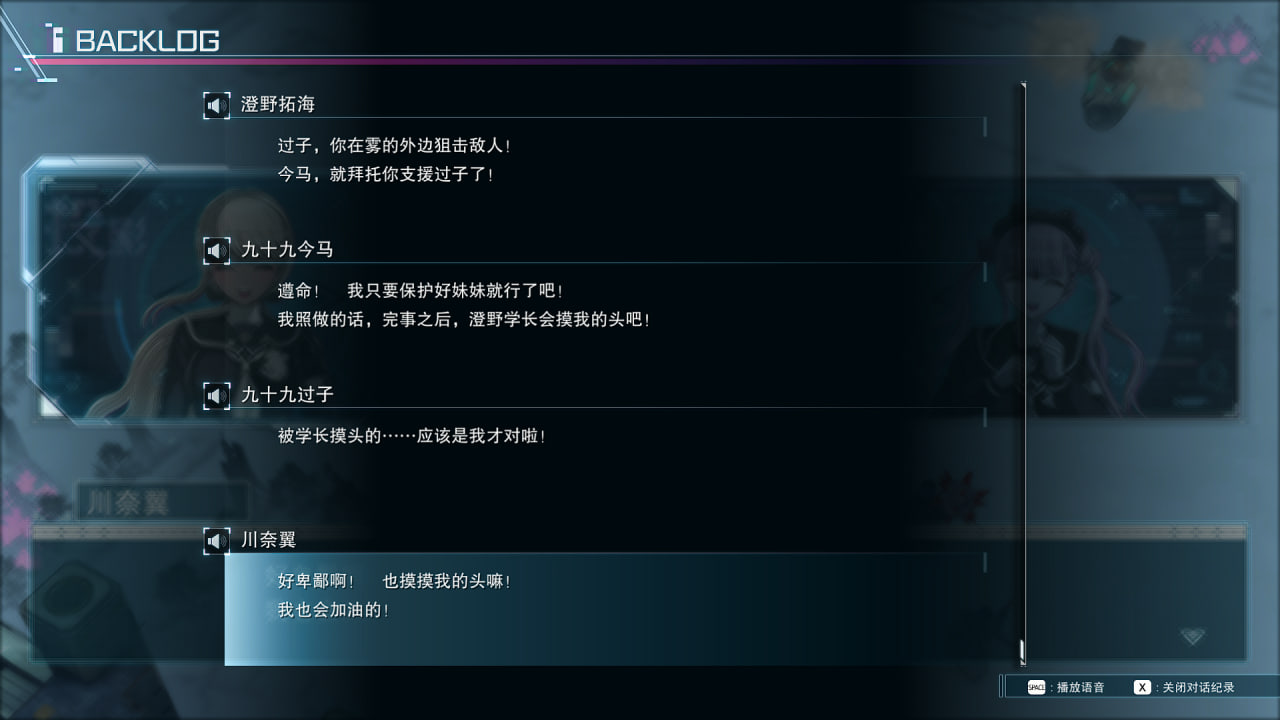 BACKLOG
澄野拓海
过子，你在雾的外边狙击敌人！
今马，就拜托你支援过子了！
九十九今马
遵命！　我只要保护好妹妹就行了吧！
我照做的话，完事之后，澄野学长会摸我的头吧！
九十九过子
被学长摸头的……应该是我才对啦！
川奈翼
川奈翼
好卑鄙啊！　也摸摸我的头嘛！
我也会加油的！
SPACE：播放语音
X：关闭对话纪录